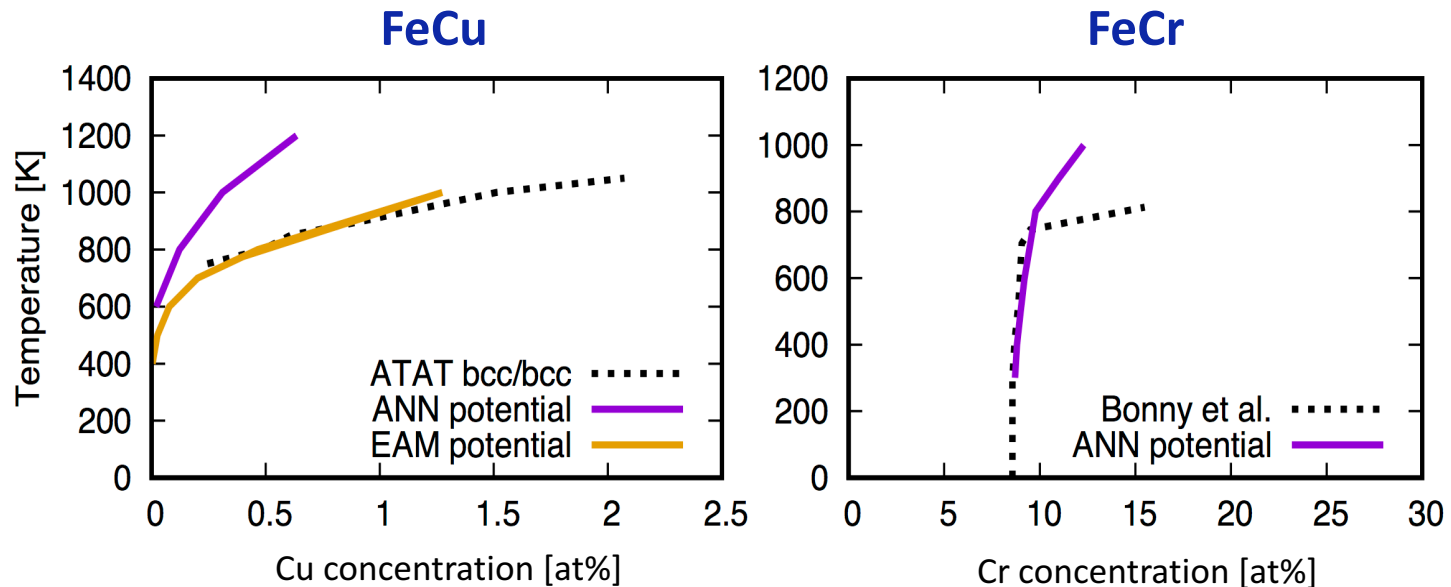 FeCu
1400
1200
1000
800
600
400
200
0
Temperature [K]
ATAT bcc/bcc
ANN potential
EAM potential
0 0.5 1 1.5 2 2.5
Cu concentration [at%]
FeCr
1200
1000
800
600
400
200
0
Bonny et al.
ANN potential
0 5 10 15 20 25 30
Cr concentration [at%]